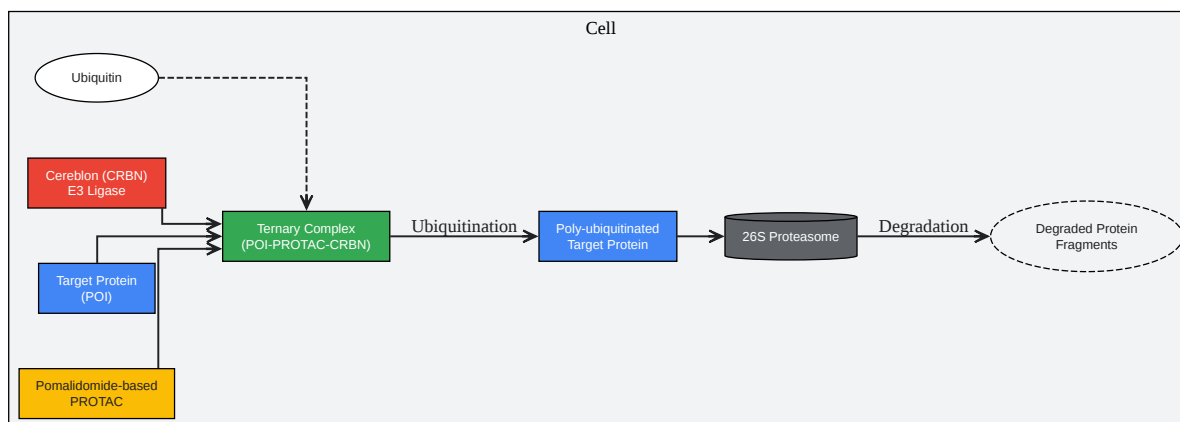 Cell
Ubiquitin
Cereblon (CRBN)
E3 Ligase
Target Protein
(POI)
Pomalidomide-based
PROTAC
Ternary Complex
(POI-PROTAC-CRBN)
Ubiquitination
Poly-ubiquitinated
Target Protein
26S Proteasome
Degradation
Degraded Protein
Fragments